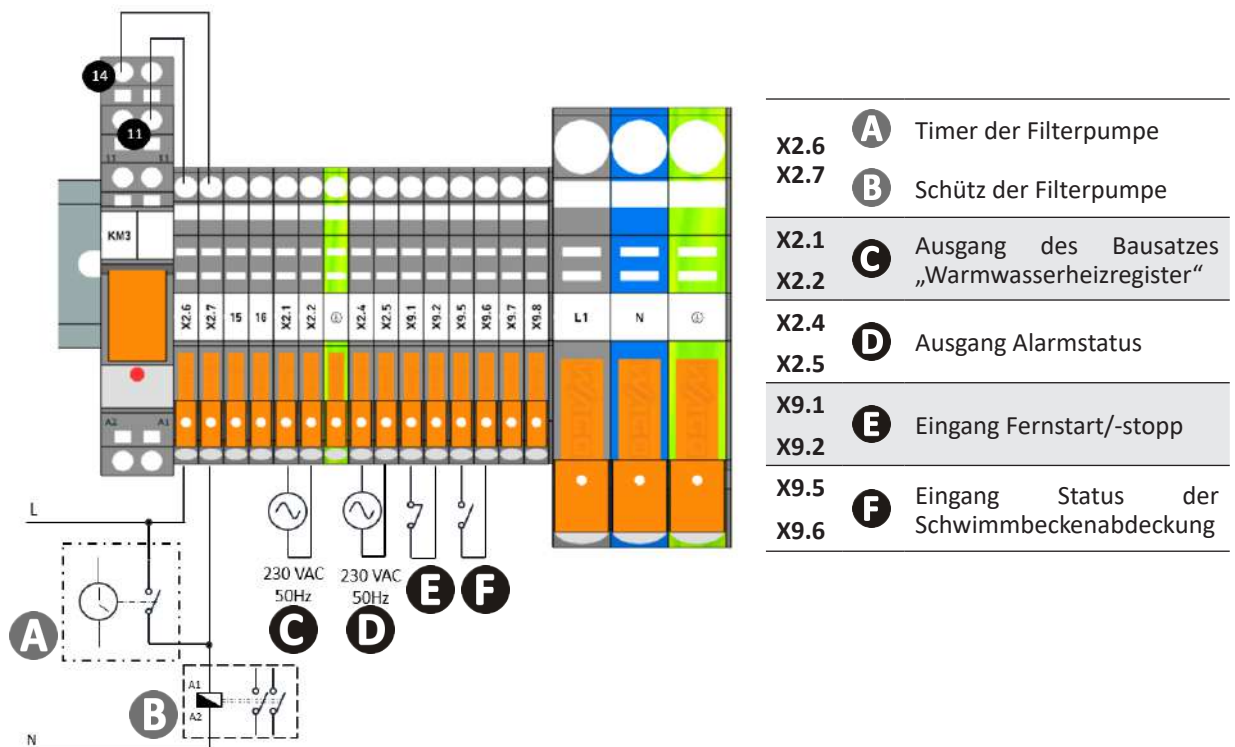 14
11
11 11
KM3
X2.6 X2.7 15 16 X2.1 X2.2 X2.4 X2.5 X9.1 X9.2 X9.5 X9.6 X9.7 X9.8 L1 N
A2 A1
L
230 VAC
50Hz
230 VAC
50Hz
C
D
E
F
A
A1
A2
B
N
X2.6
X2.7
A Timer der Filterpumpe
B Schütz der Filterpumpe
X2.1
X2.2
C Ausgang des Bausatzes
„Warmwasserheizregister“
X2.4
X2.5
D Ausgang Alarmstatus
X9.1
X9.2
E Eingang Fernstart/-stopp
X9.5
X9.6
F Eingang Status der
Schwimmbeckenabdeckung